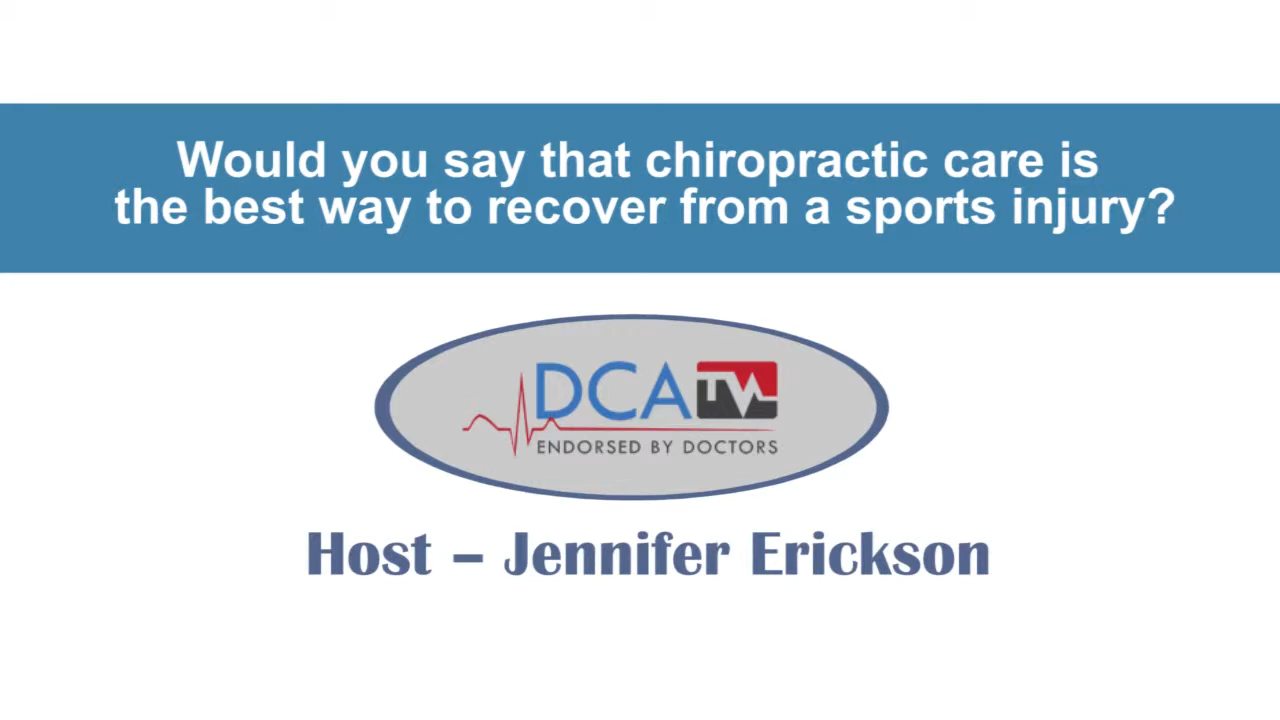 Would you say that chiropractic care is
the best way to recover from a sports injury?
DCA TV
ENDORSED BY DOCTORS
Host – Jennifer Erickson